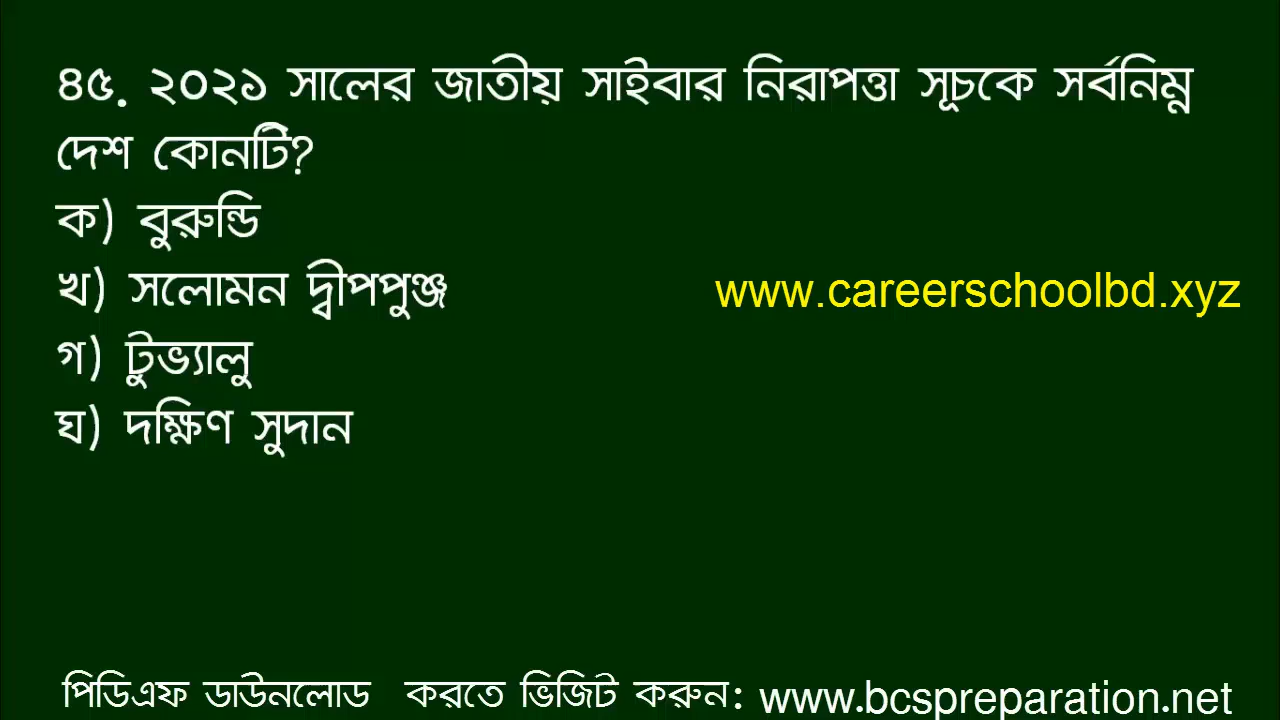 ৪৫. ২০২১ সালের জাতীয় সাইবার নিরাপত্তা সূচকে সর্বনিম্ন
দেশ কোনটি?
ক) বুরুন্ডি
খ) সলোমন দ্বীপপুঞ্জ
www.careerschoolbd.xyz
গ) টুভ্যালু
ঘ) দক্ষিণ সুদান
পিডিএফ ডাউনলোড করতে ভিজিট করুন: www.bcspreparation.net